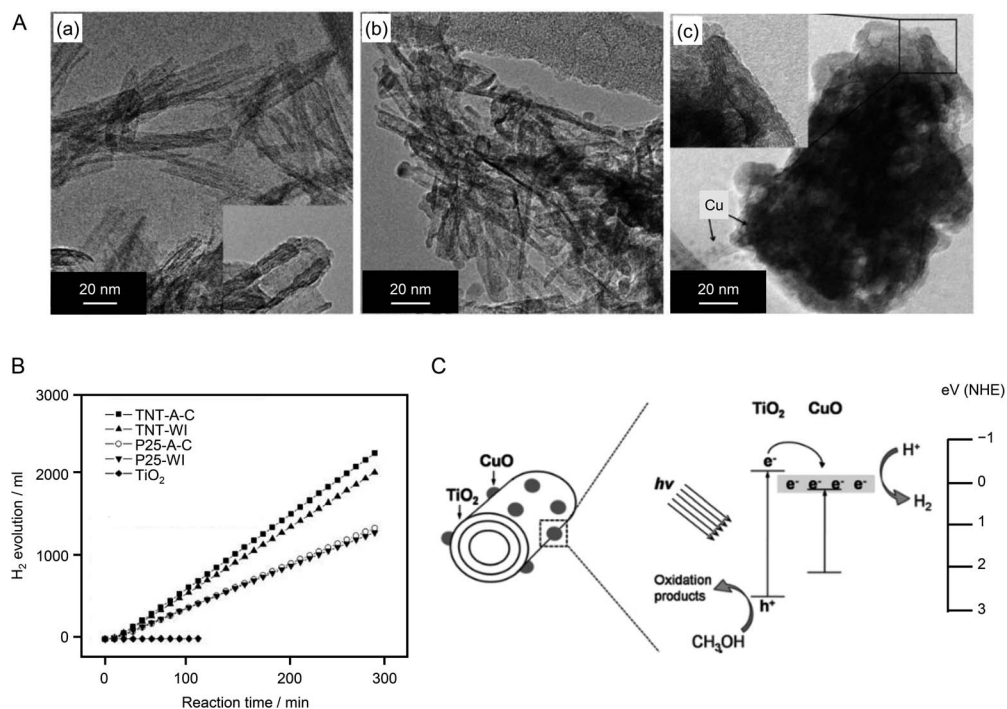 A
(a)
20 nm
(b)
20 nm
(c)
Cu
20 nm
B
3000
2000
1000
0
H₂ evolution / ml
TNT-A-C
TNT-WI
P25-A-C
P25-WI
TiO₂
0
100
200
300
Reaction time / min
C
eV (NHE)
TiO₂ CuO
CuO
TiO₂
hv
e⁻
e⁻ e⁻ e⁻ e⁻
H⁺
H₂
Oxidation
products
h⁺
CH₃OH
−1
0
1
2
3